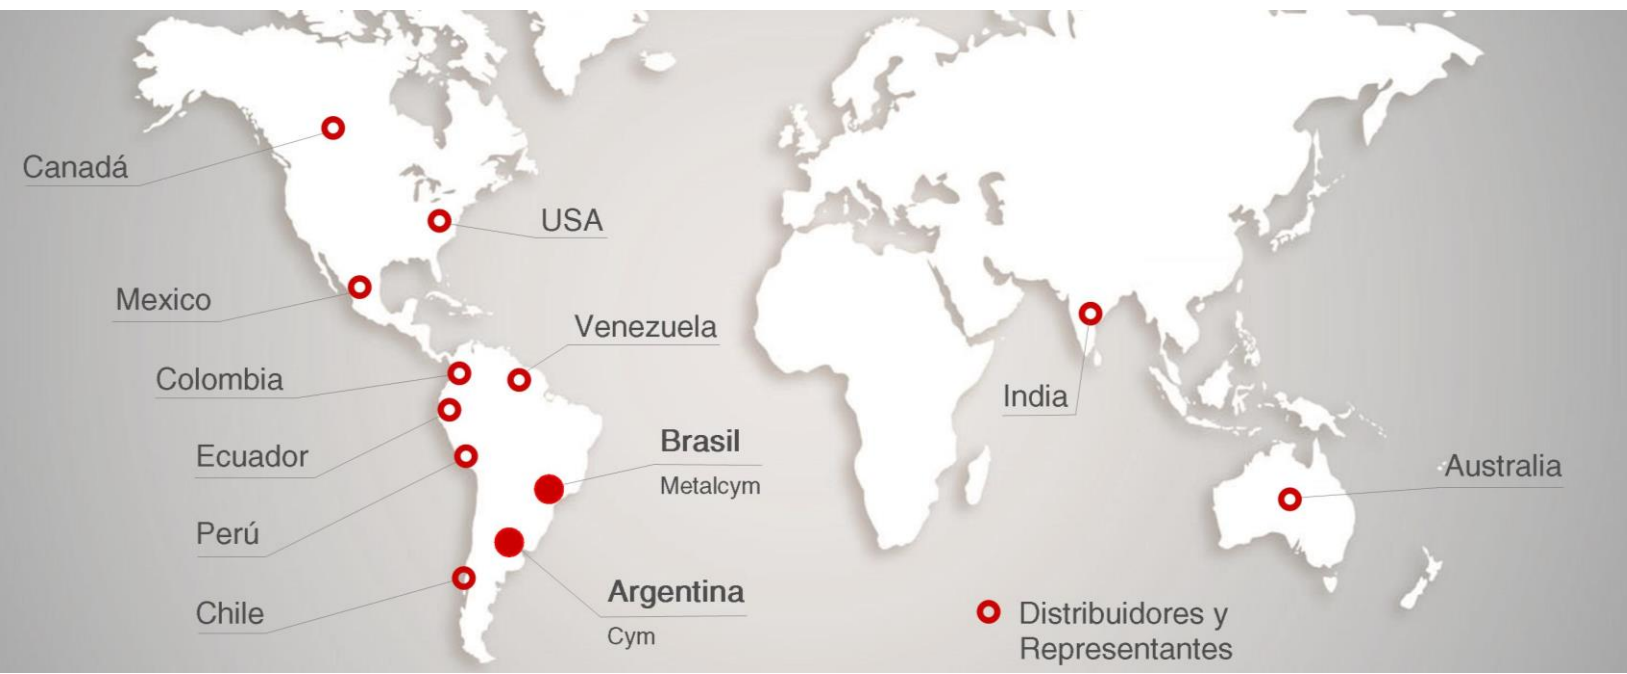 Canadá
USA
Mexico
Venezuela
Colombia
India
Ecuador
Brasil
Metalcym
Australia
Perú
Argentina
Cym
Chile
Distribuidores y
Representantes